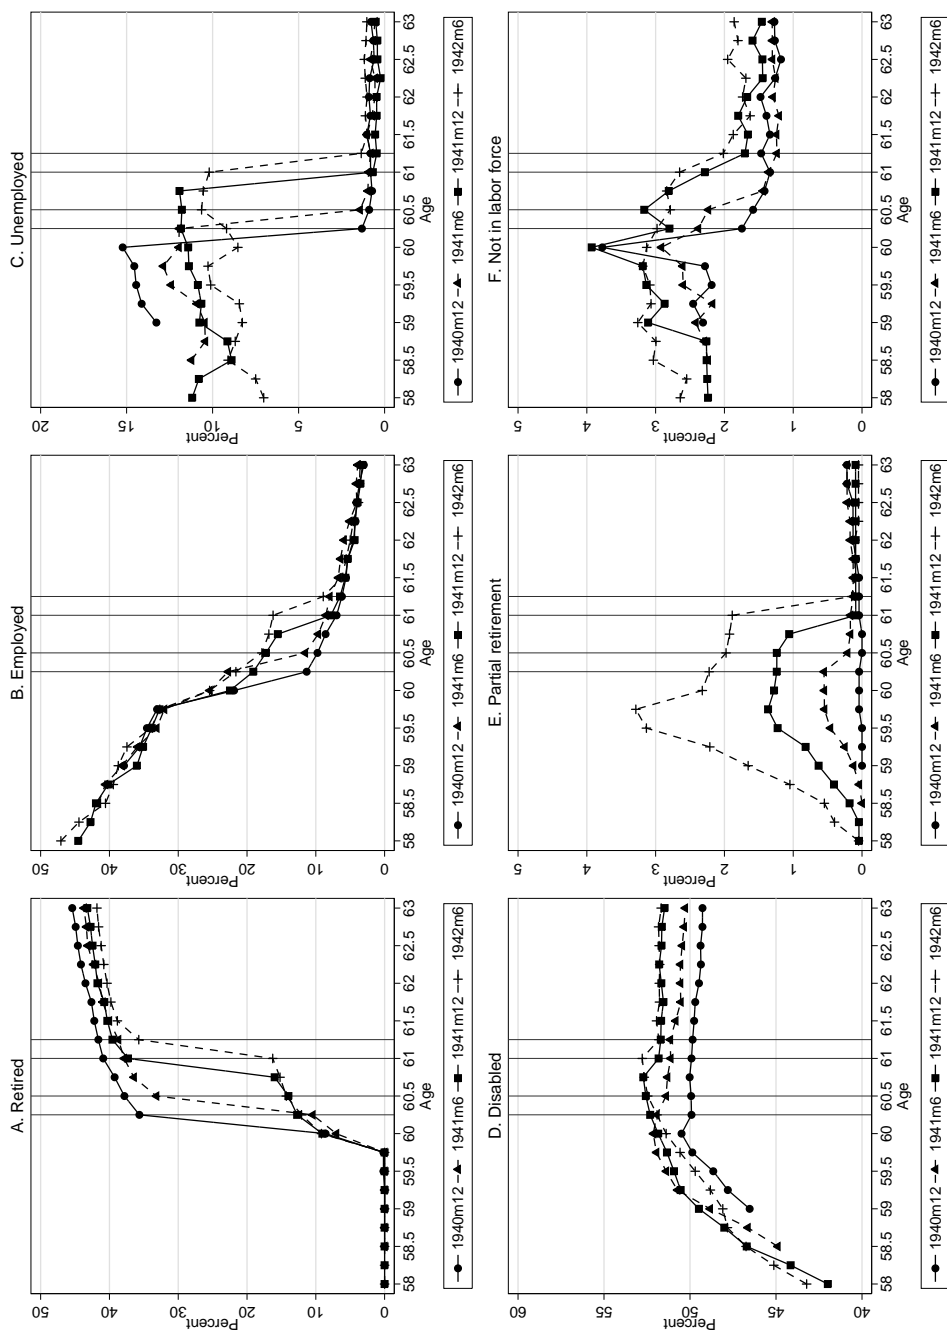 A. Retired
Percent
50
40
30
20
10
0
58 58.5 59 59.5 60 60.5 61 61.5 62 62.5 63
Age
1940m12 1941m6 1941m12 1942m6
B. Employed
Percent
50
40
30
20
10
0
58 58.5 59 59.5 60 60.5 61 61.5 62 62.5 63
Age
1940m12 1941m6 1941m12 1942m6
C. Unemployed
Percent
20
15
10
5
0
58 58.5 59 59.5 60 60.5 61 61.5 62 62.5 63
Age
1940m12 1941m6 1941m12 1942m6
D. Disabled
Percent
60
55
50
45
40
58 58.5 59 59.5 60 60.5 61 61.5 62 62.5 63
Age
1940m12 1941m6 1941m12 1942m6
E. Partial retirement
Percent
5
4
3
2
1
0
58 58.5 59 59.5 60 60.5 61 61.5 62 62.5 63
Age
1940m12 1941m6 1941m12 1942m6
F. Not in labor force
Percent
5
4
3
2
1
0
58 58.5 59 59.5 60 60.5 61 61.5 62 62.5 63
Age
1940m12 1941m6 1941m12 1942m6